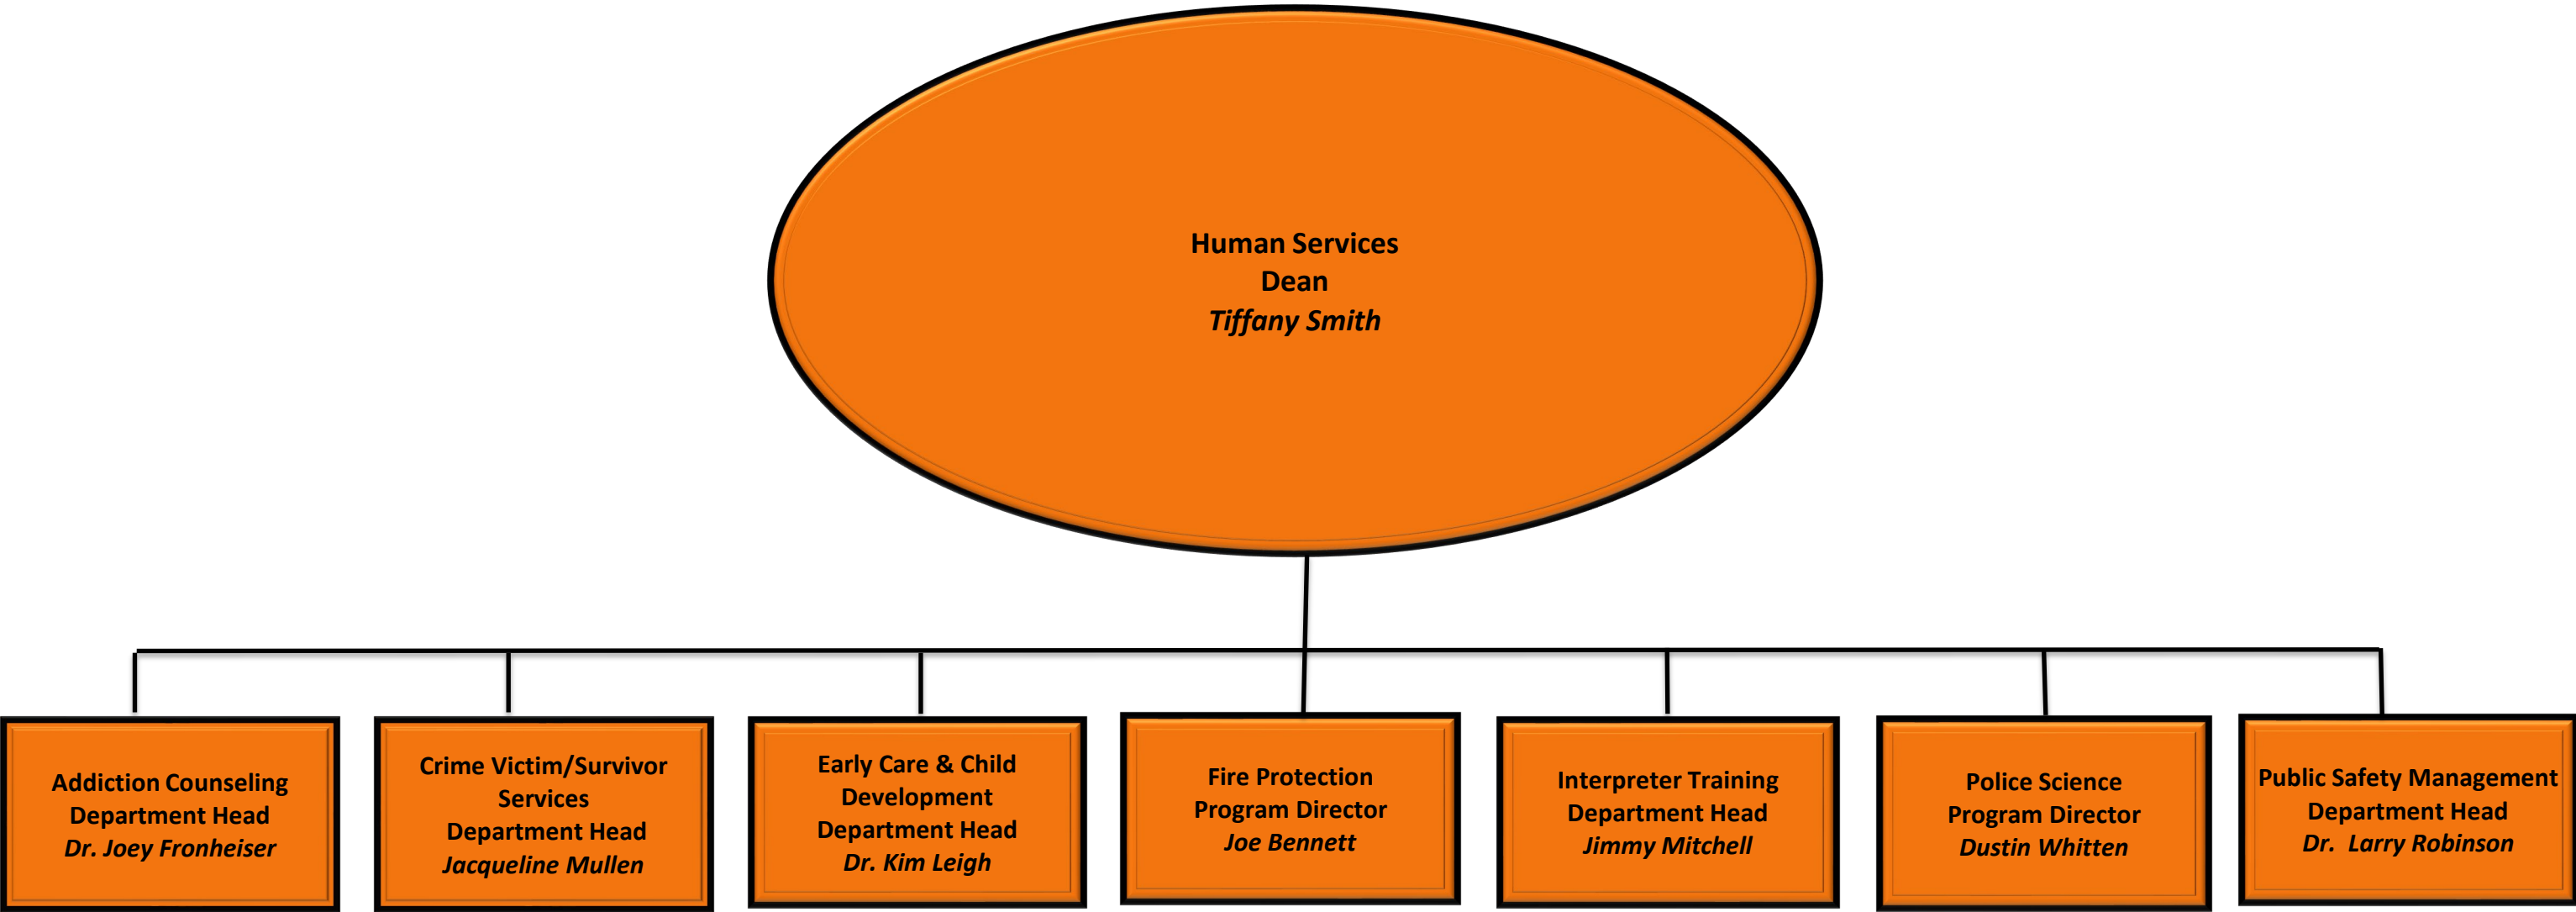 Human Services
Dean
Tiffany Smith
Addiction Counseling
Department Head
Dr. Joey Fronheiser
Crime Victim/Survivor
Services
Department Head
Jacqueline Mullen
Early Care & Child
Development
Department Head
Dr. Kim Leigh
Fire Protection
Program Director
Joe Bennett
Interpreter Training
Department Head
Jimmy Mitchell
Police Science
Program Director
Dustin Whitten
Public Safety Management
Department Head
Dr.  Larry Robinson